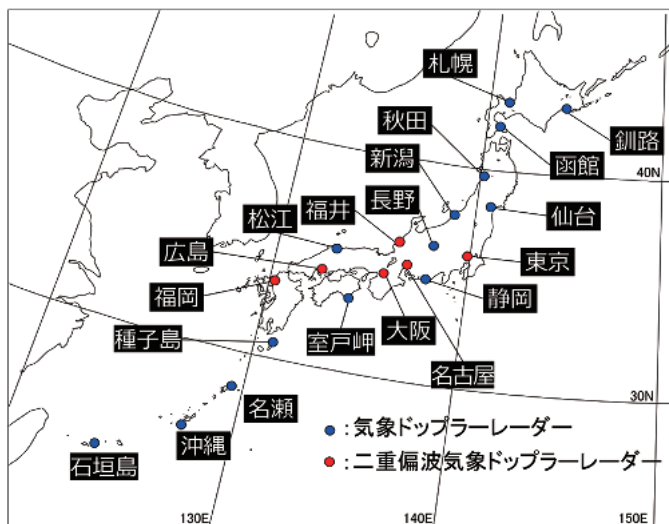 札幌
秋田
釧路
新潟
函館
40N
長野
福井
松江
仙台
広島
東京
福岡
静岡
種子島
室戸岬
大阪
名古屋
名瀬
30N
●:気象ドップラーレーダー
沖縄
●:二重偏波気象ドップラーレーダー
石垣島
130E
140E
150E